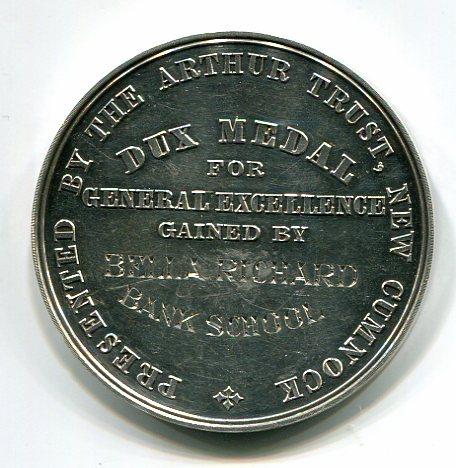 PRESENTED BY THE ARTHUR TRUST, NEW CUMNOCK
DUX MEDAL
FOR
GENERAL EXCELLENCE
GAINED BY
BELLA RICHARD
BANK SCHOOL